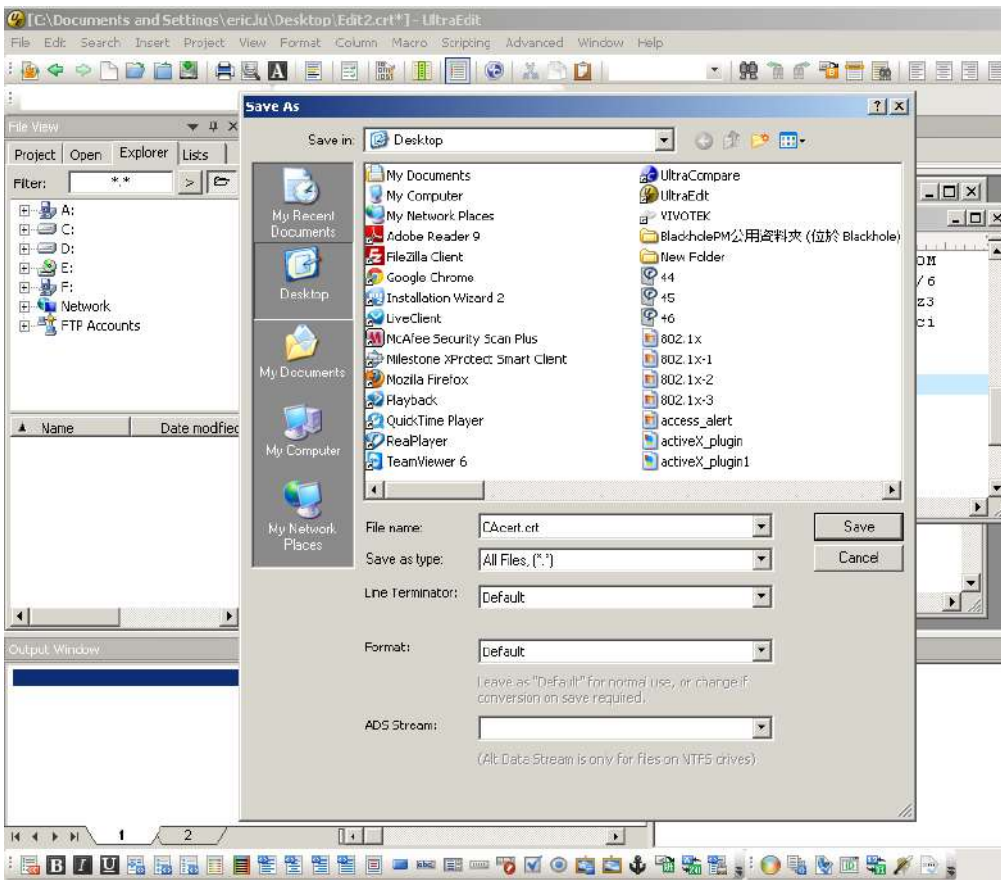 [C:\Documents and Settings\eric.lu\Desktop\Edit2.crt*] - UltraEdit
File Edit Search Insert Project View Format Column Macro Scripting Advanced Window Help
File View
Project Open Explorer Lists
Filter: *.*
A:
C:
D:
E:
F:
Network
FTP Accounts
Name Date modified
Save As
Save in: Desktop
My Recent Documents
Desktop
My Documents
My Computer
My Network Places
My Documents
My Computer
My Network Places
Adobe Reader 9
FileZilla Client
Google Chrome
Installation Wizard 2
LiveClient
McAfee Security Scan Plus
Milestone XProtect Smart Client
Mozilla Firefox
Playback
QuickTime Player
RealPlayer
TeamViewer 6
UltraCompare
UltraEdit
VIVOTEK
BlackholePM公用資料夾 (位於 Blackhole)
New Folder
44
45
46
802.1x
802.1x-1
802.1x-2
802.1x-3
access_alert
activeX_plugin
activeX_plugin1
File name: CAcert.crt
Save
Save as type: All Files, (*.*)
Cancel
Line Terminator: Default
Format: Default
Leave as "Default" for normal use, or change if
conversion on save required.
ADS Stream:
(Alt Data Stream is only for files on NTFS drives)
OM
/6
z3
ci
Output Window
1 2
B I U